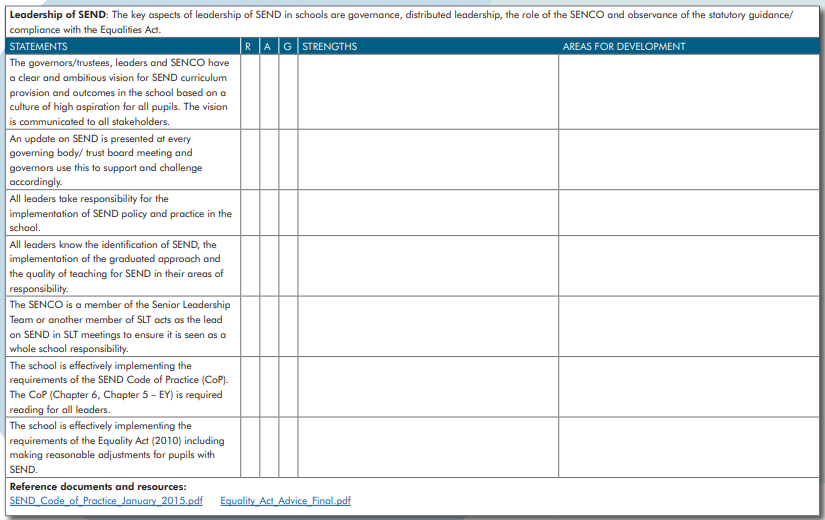 Leadership of SEND: The key aspects of leadership of SEND in schools are governance, distributed leadership, the role of the SENCO and observance of the statutory guidance/
compliance with the Equalities Act.
STATEMENTS R A G STRENGTHS AREAS FOR DEVELOPMENT
The governors/trustees, leaders and SENCO have
a clear and ambitious vision for SEND curriculum
provision and outcomes in the school based on a
culture of high aspiration for all pupils. The vision
is communicated to all stakeholders.
An update on SEND is presented at every
governing body/ trust board meeting and
governors use this to support and challenge
accordingly.
All leaders take responsibility for the
implementation of SEND policy and practice in the
school.
All leaders know the identification of SEND, the
implementation of the graduated approach and
the quality of teaching for SEND in their areas of
responsibility.
The SENCO is a member of the Senior Leadership
Team or another member of SLT acts as the lead
on SEND in SLT meetings to ensure it is seen as a
whole school responsibility.
The school is effectively implementing the
requirements of the SEND Code of Practice (CoP).
The CoP (Chapter 6, Chapter 5 – EY) is required
reading for all leaders.
The school is effectively implementing the
requirements of the Equality Act (2010) including
making reasonable adjustments for pupils with
SEND.
Reference documents and resources:
SEND_Code_of_Practice_January_2015.pdf Equality_Act_Advice_Final.pdf